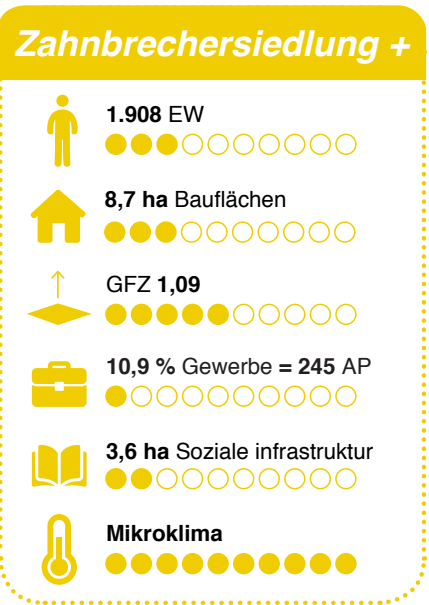 Zahnbrechersiedlung +
1.908 EW
8,7 ha Bauflächen
GFZ 1,09
10,9 % Gewerbe = 245 AP
3,6 ha Soziale infrastruktur
Mikroklima